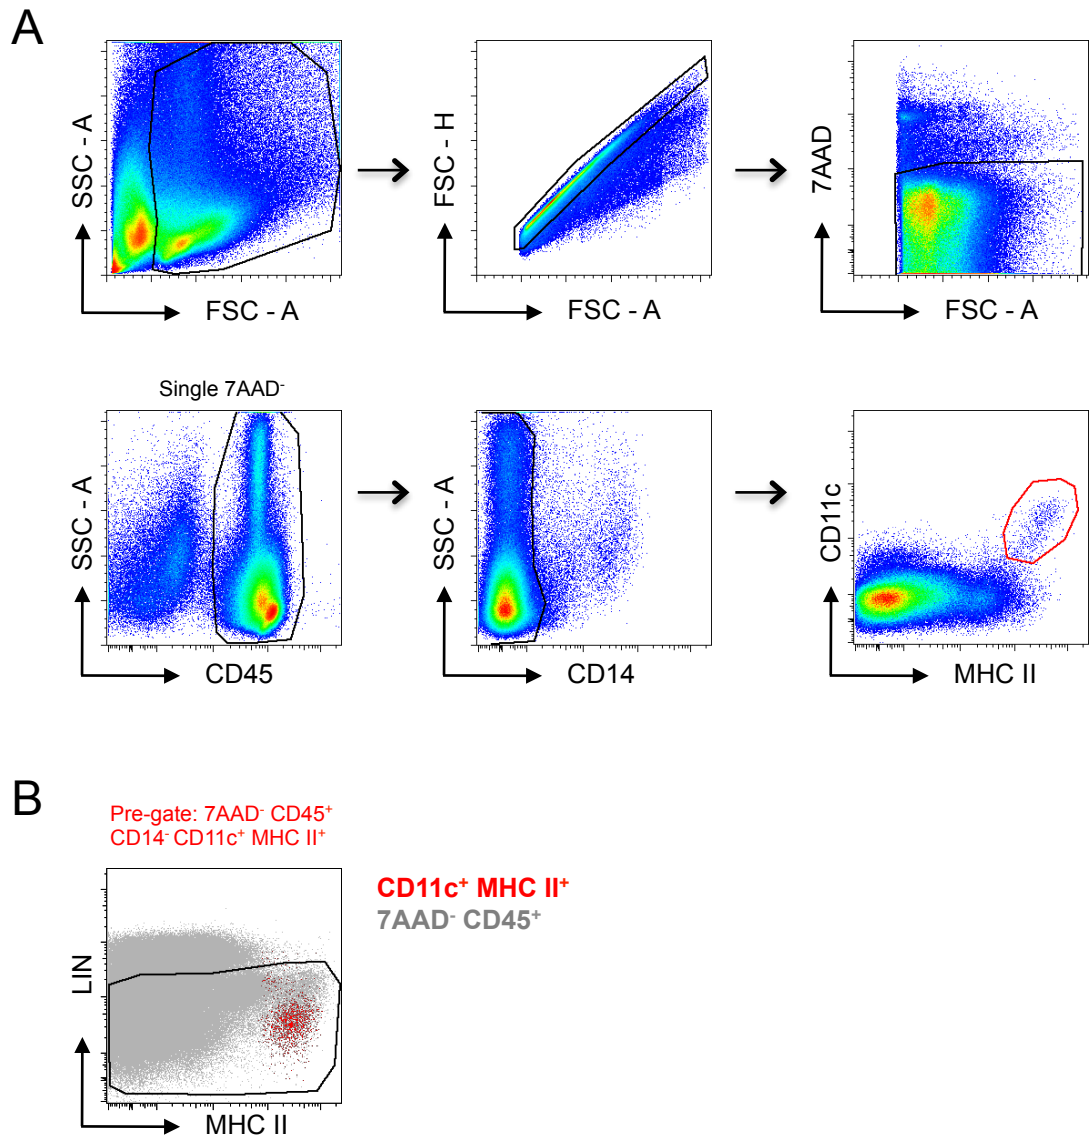 A
SSC - A
FSC - A
FSC - H
FSC - A
7AAD
FSC - A
Single 7AAD⁻
SSC - A
CD45
SSC - A
CD14
CD11c
MHC II
B
Pre-gate: 7AAD⁻ CD45⁺
CD14⁻ CD11c⁺ MHC II⁺
CD11c⁺ MHC II⁺
7AAD⁻ CD45⁺
LIN
MHC II